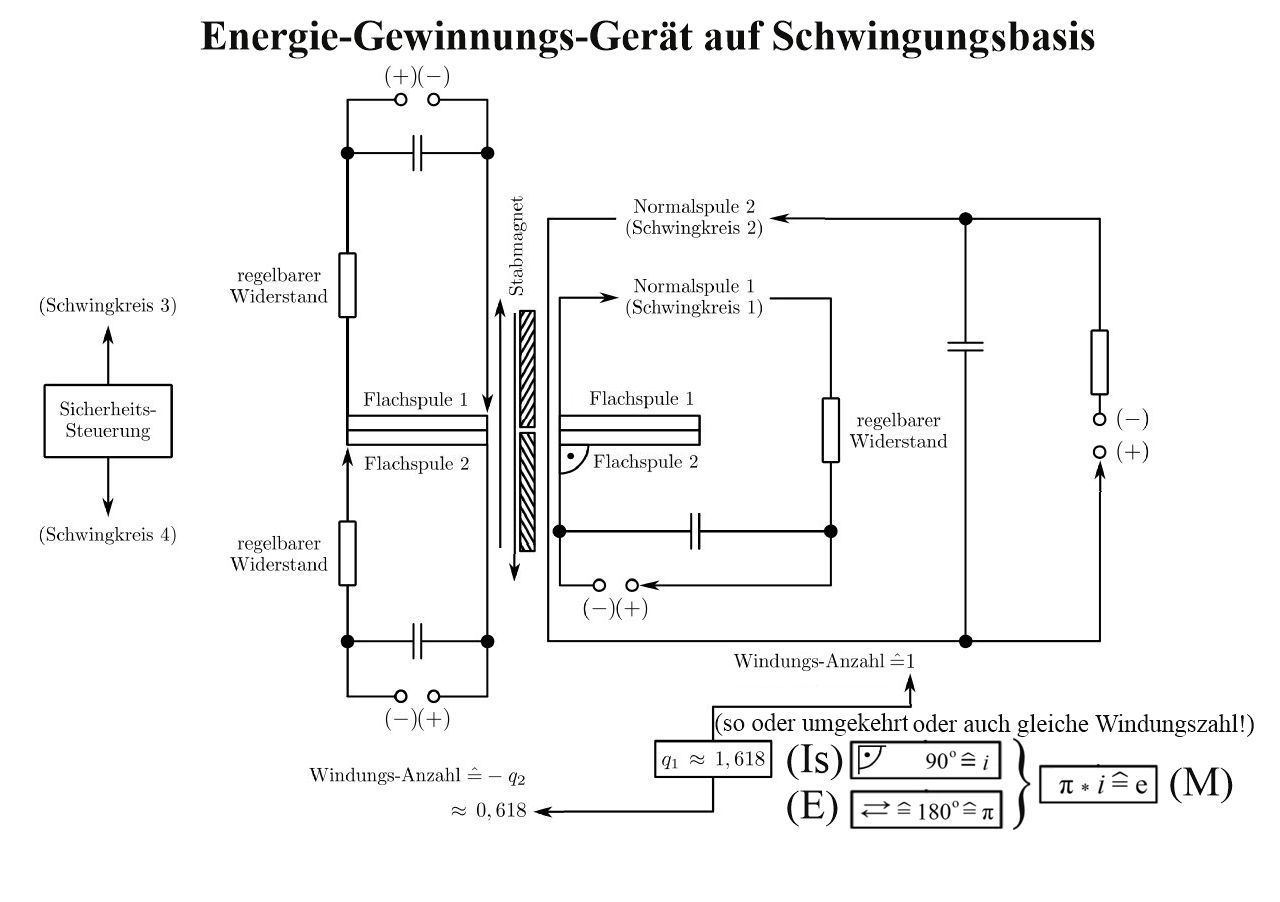 Energie-Gewinnungs-Gerät auf Schwingungsbasis
(+)(−)
Stabmagnet
Normalspule 2
(Schwingkreis 2)
Normalspule 1
(Schwingkreis 1)
regelbarer
Widerstand
(Schwingkreis 3)
Sicherheits-
Steuerung
(Schwingkreis 4)
Flachspule 1
Flachspule 2
Flachspule 1
Flachspule 2
regelbarer
Widerstand
(−)
(+)
regelbarer
Widerstand
(−)(+)
(−)(+)
Windungs-Anzahl ≙1
(so oder umgekehrt oder auch gleiche Windungszahl!)
q₁ ≈ 1,618
(Is)
90° ≙ i
(E)
⇄ ≙ 180° ≙ π
π * i ≙ e
(M)
Windungs-Anzahl ≙ − q₂
≈ 0,618